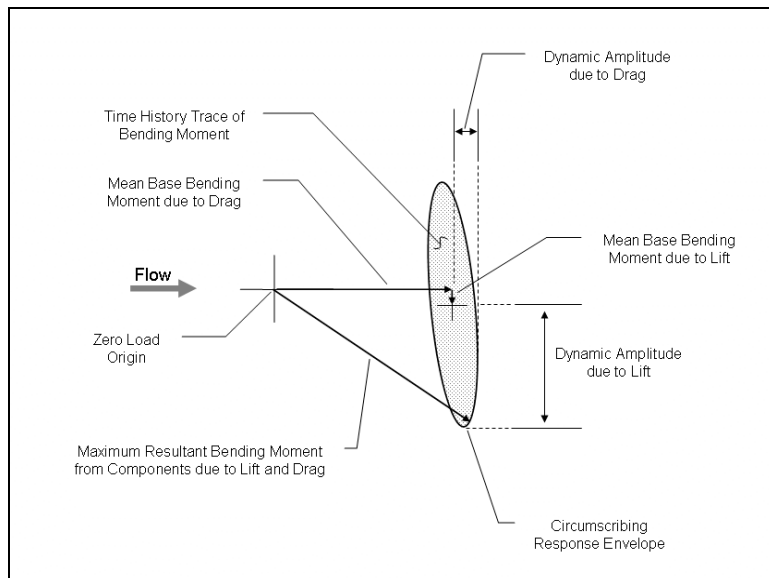 Dynamic Amplitude
due to Drag
Time History Trace of
Bending Moment
Mean Base Bending
Moment due to Drag
Mean Base Bending
Moment due to Lift
Flow
Zero Load
Origin
Dynamic Amplitude
due to Lift
Maximum Resultant Bending Moment
from Components due to Lift and Drag
Circumscribing
Response Envelope